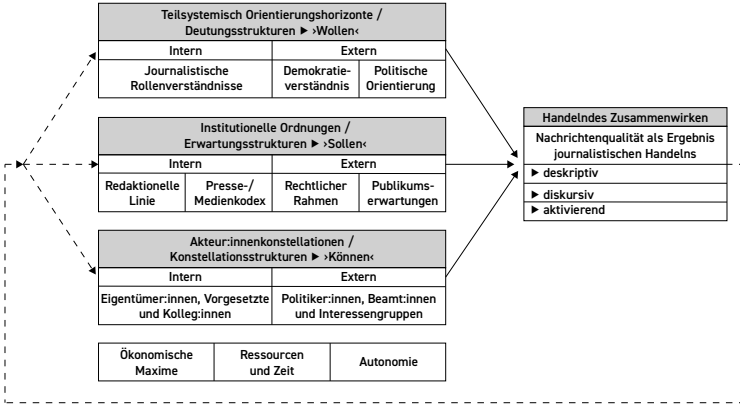 Teilsystemisch Orientierungshorizonte /
Deutungsstrukturen ▶ ›Wollen‹
Intern
Extern
Journalistische
Rollenverständnisse
Demokratie-
verständnis
Politische
Orientierung
Institutionelle Ordnungen /
Erwartungsstrukturen ▶ ›Sollen‹
Intern
Extern
Redaktionelle
Linie
Presse-/
Medienkodex
Rechtlicher
Rahmen
Publikums-
erwartungen
Akteur:innenkonstellationen /
Konstellationsstrukturen ▶ ›Können‹
Intern
Extern
Eigentümer:innen, Vorgesetzte
und Kolleg:innen
Politiker:innen, Beamt:innen
und Interessengruppen
Ökonomische
Maxime
Ressourcen
und Zeit
Autonomie
Handelndes Zusammenwirken
Nachrichtenqualität als Ergebnis
journalistischen Handelns
▶ deskriptiv
▶ diskursiv
▶ aktivierend